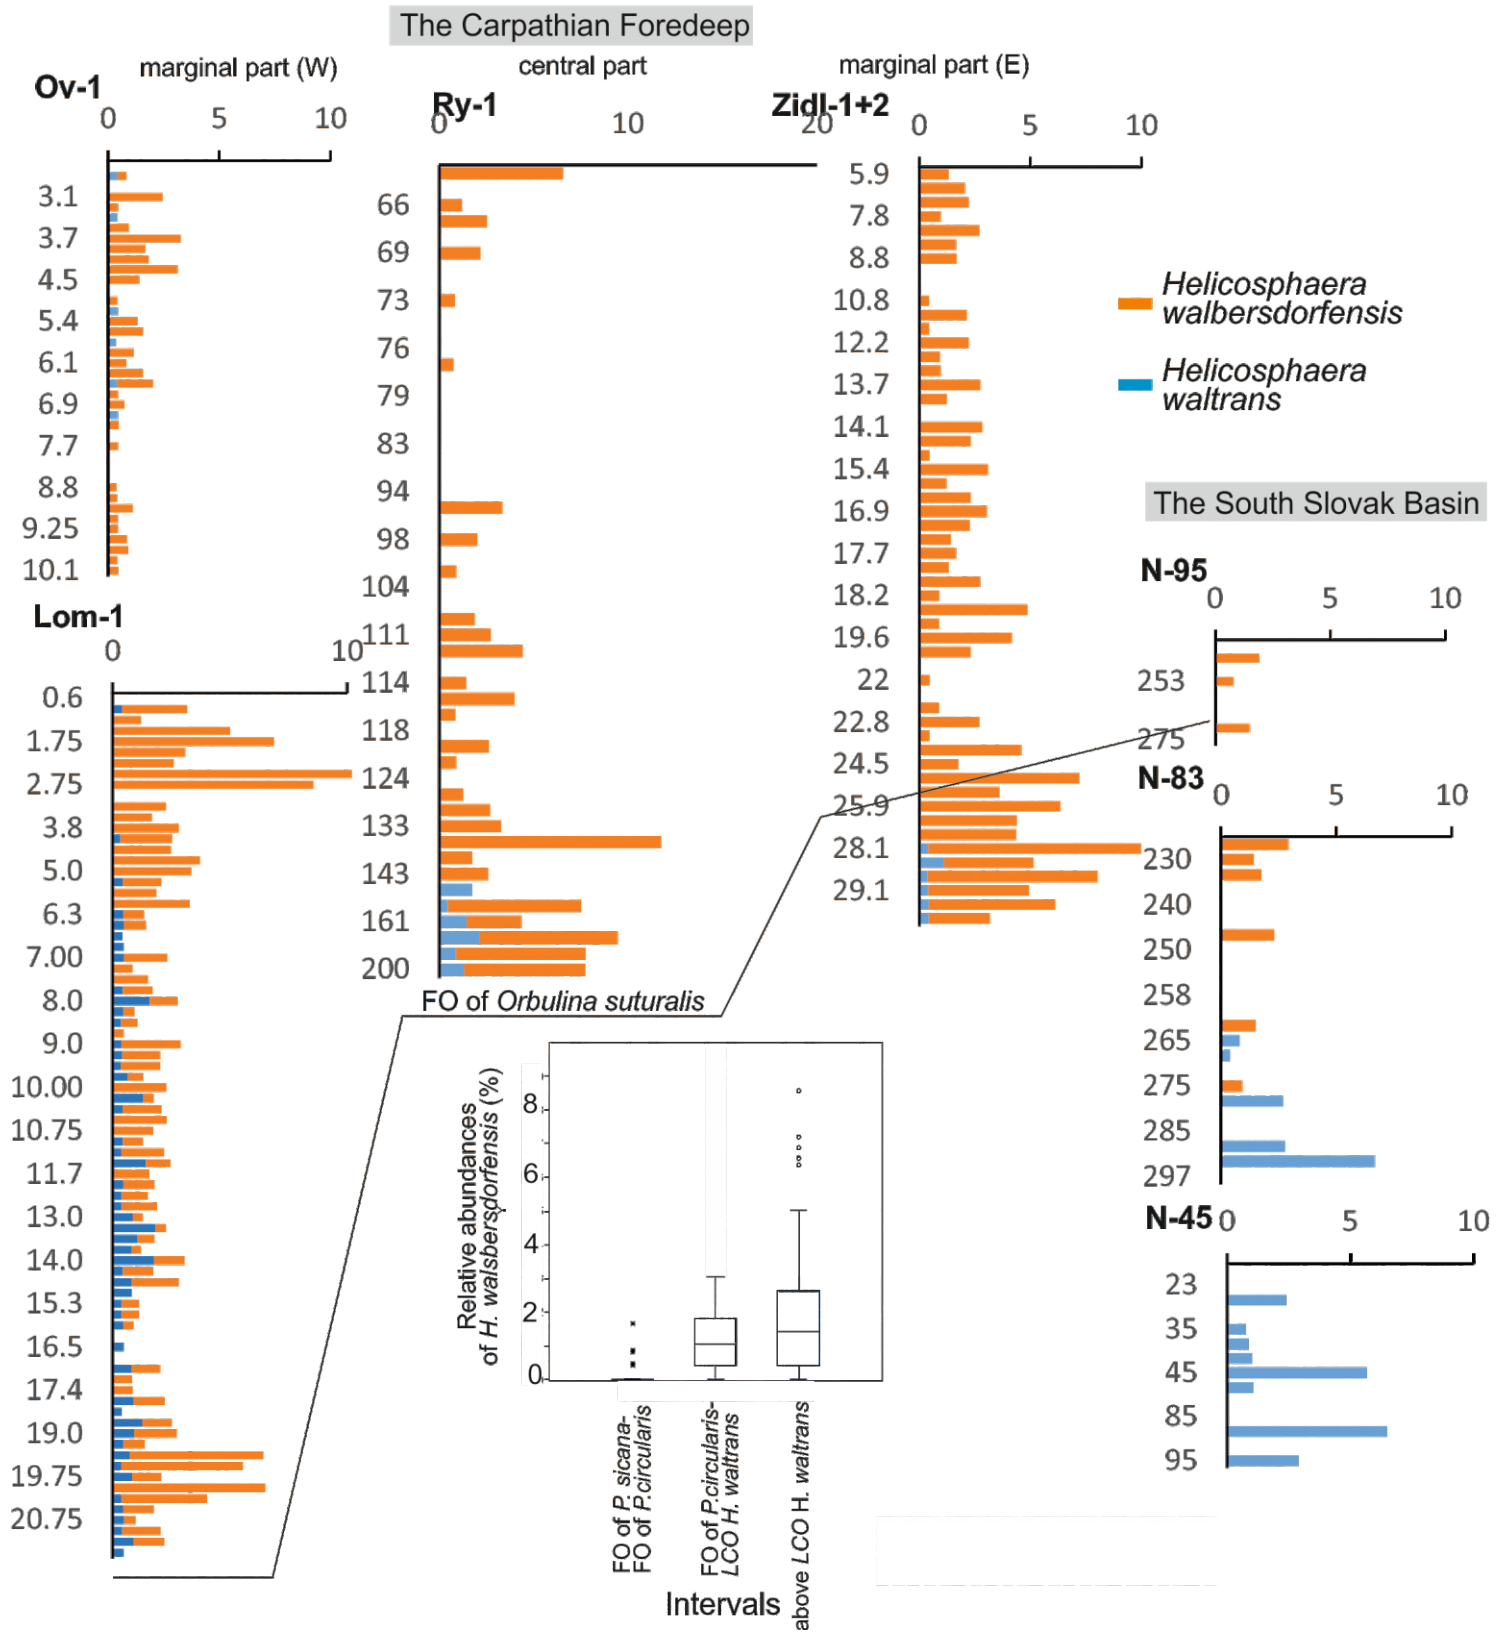 The Carpathian Foredeep
marginal part (W)
central part
marginal part (E)
Ov-1
0 5 10
3.1
3.7
4.5
5.4
6.1
6.9
7.7
8.8
9.25
10.1
Lom-1
0 10
0.6
1.75
2.75
3.8
5.0
6.3
7.00
8.0
9.0
10.00
10.75
11.7
13.0
14.0
15.3
16.5
17.4
19.0
19.75
20.75
Ry-1
0 10 20
66
69
73
76
79
83
94
98
104
111
114
118
124
133
143
161
200
FO of Orbulina suturalis
Zidl-1+2
0 5 10
5.9
7.8
8.8
10.8
12.2
13.7
14.1
15.4
16.9
17.7
18.2
19.6
22
22.8
24.5
25.9
28.1
29.1
Helicosphaera
walbersdorfensis
Helicosphaera
waltrans
The South Slovak Basin
N-95
0 5 10
253
275
N-83
0 5 10
230
240
250
258
265
275
285
297
N-45
0 5 10
23
35
45
85
95
Relative abundances
of H. walsbersdorfensis (%)
8
6
4
2
0
FO of P. sicana-
FO of P.circularis
FO of P.circularis-
LCO H. waltrans
above LCO H. waltrans
Intervals